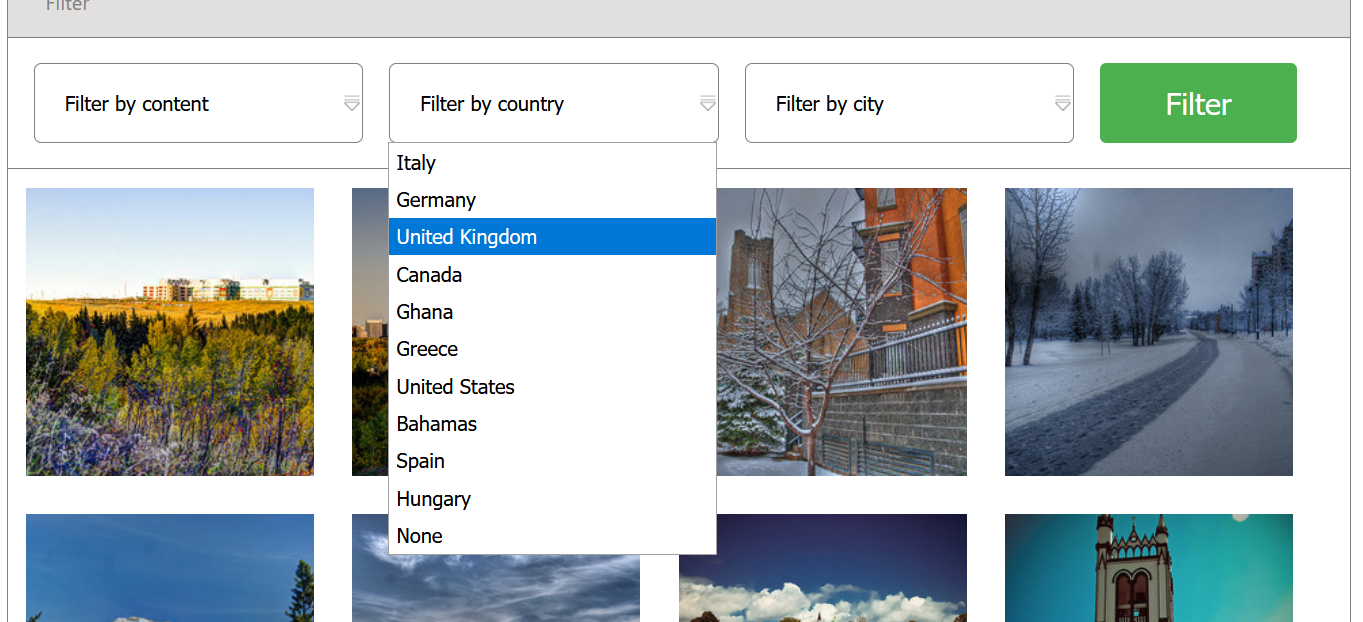 Filter
Filter by content
Filter by country
Filter by city
Filter
Italy
Germany
United Kingdom
Canada
Ghana
Greece
United States
Bahamas
Spain
Hungary
None